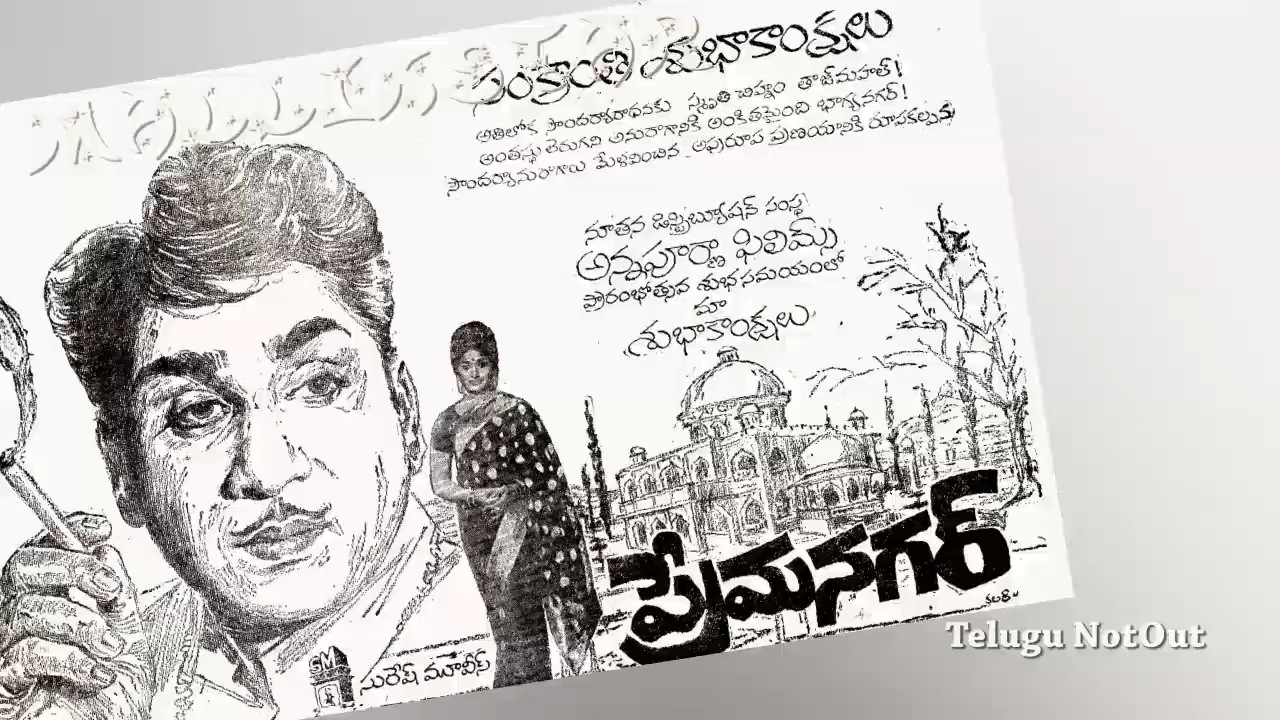 సంక్రాంతి శుభాకాంక్షలు
అతిలోక సౌందర్యారాధనకు స్మృతి చిహ్నం తాజ్‌మహల్!
అంతస్థు లెరుగని అనురాగానికి అంకితమైంది భాగ్యనగర్!
సౌందర్యానురాగాలు మేళవించిన అపురూప ప్రణయానికి రూపకల్పన
నూతన డిస్ట్రిబ్యూషన్ సంస్థ
అన్నపూర్ణా ఫిలిమ్స్
ప్రారంభోత్సవ శుభసమయంలో
మా
శుభాకాంక్షలు
ప్రేమనగర్
SM సురేష్ మూవీస్
Telugu NotOut